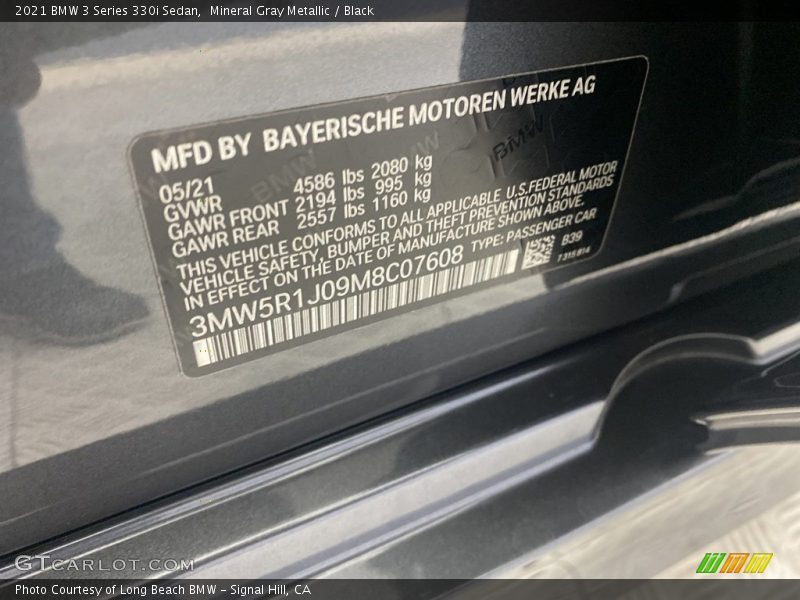 2021 BMW 3 Series 330i Sedan, Mineral Gray Metallic / Black
MFD BY BAYERISCHE MOTOREN WERKE AG
05/21
GVWR 4586 lbs 2080 kg
GAWR FRONT 2194 lbs 995 kg
GAWR REAR 2557 lbs 1160 kg
THIS VEHICLE CONFORMS TO ALL APPLICABLE U.S.FEDERAL MOTOR
VEHICLE SAFETY, BUMPER AND THEFT PREVENTION STANDARDS
IN EFFECT ON THE DATE OF MANUFACTURE SHOWN ABOVE.
3MW5R1J09M8C07608 TYPE: PASSENGER CAR
B39
7315814
BMW
GTCARLOT.COM
Photo Courtesy of Long Beach BMW - Signal Hill, CA